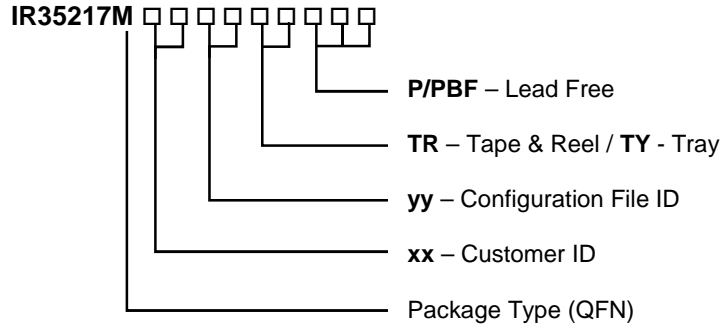 IR35217M □ □ □ □ □ □ □ □ □
P/PBF – Lead Free
TR – Tape & Reel / TY - Tray
yy – Configuration File ID
xx – Customer ID
Package Type (QFN)